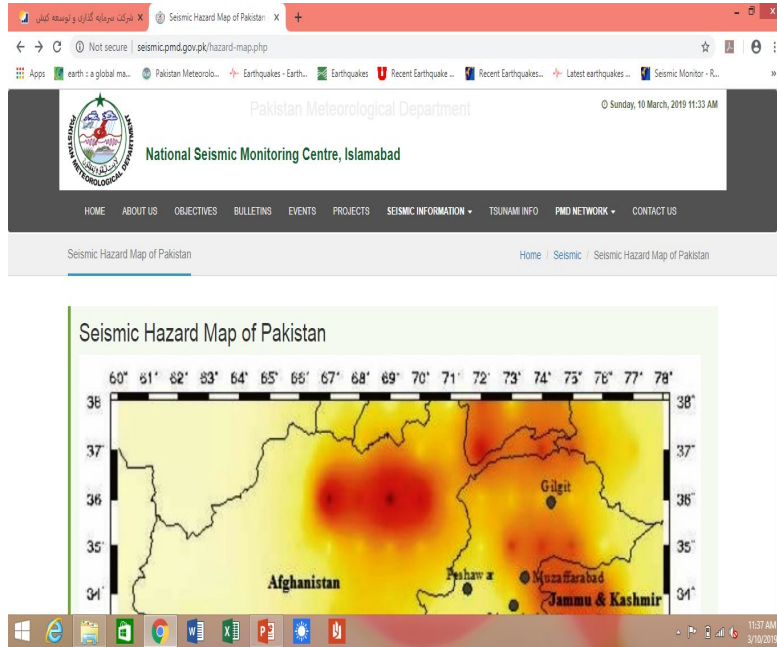 شرکت سرمایه گذاری و توسعه کیش
Seismic Hazard Map of Pakistan
Not secure | seismic.pmd.gov.pk/hazard-map.php
Apps earth :: a global ma... Pakistan Meteorolo... Earthquakes - Earth... Earthquakes Recent Earthquake ... Recent Earthquakes... Latest earthquakes ... Seismic Monitor - R... »
Pakistan Meteorological Department
Sunday, 10 March, 2019 11:33 AM
PAKISTAN METEOROLOGICAL DEPARTMENT
National Seismic Monitoring Centre, Islamabad
HOME ABOUT US OBJECTIVES BULLETINS EVENTS PROJECTS SEISMIC INFORMATION TSUNAMI INFO PMD NETWORK CONTACT US
Seismic Hazard Map of Pakistan
Home / Seismic / Seismic Hazard Map of Pakistan
Seismic Hazard Map of Pakistan
60° 61° 62° 63° 64° 65° 66° 67° 68° 69° 70° 71° 72° 73° 74° 75° 76° 77° 78°
38 38°
37 37°
36 Gilgit 36°
35° 35°
Peshawar Muzaffarabad
34° Afghanistan Jammu & Kashmir 34°
11:37 AM
3/10/2019